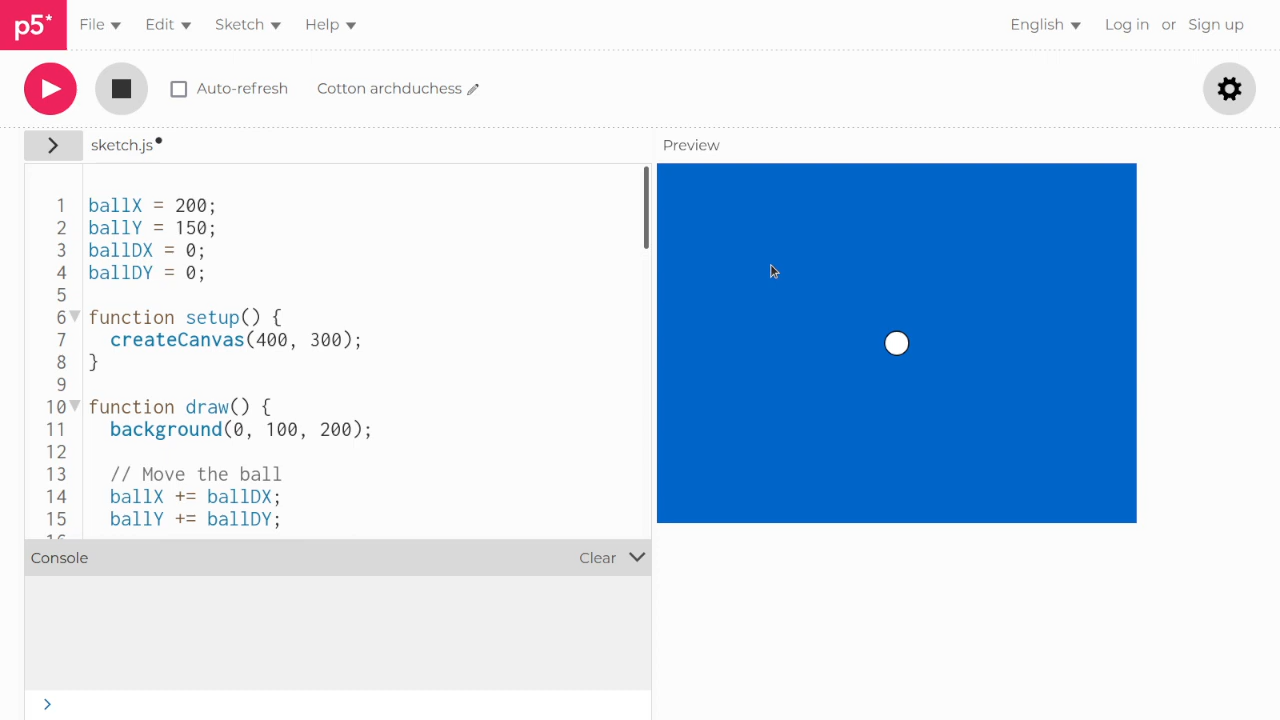 p5* File Edit Sketch Help English Log in or Sign up
Auto-refresh Cotton archduchess
sketch.js Preview
1 ballX = 200;
2 ballY = 150;
3 ballDX = 0;
4 ballDY = 0;
5
6 function setup() {
7 createCanvas(400, 300);
8 }
9
10 function draw() {
11 background(0, 100, 200);
12
13 // Move the ball
14 ballX += ballDX;
15 ballY += ballDY;
Console Clear